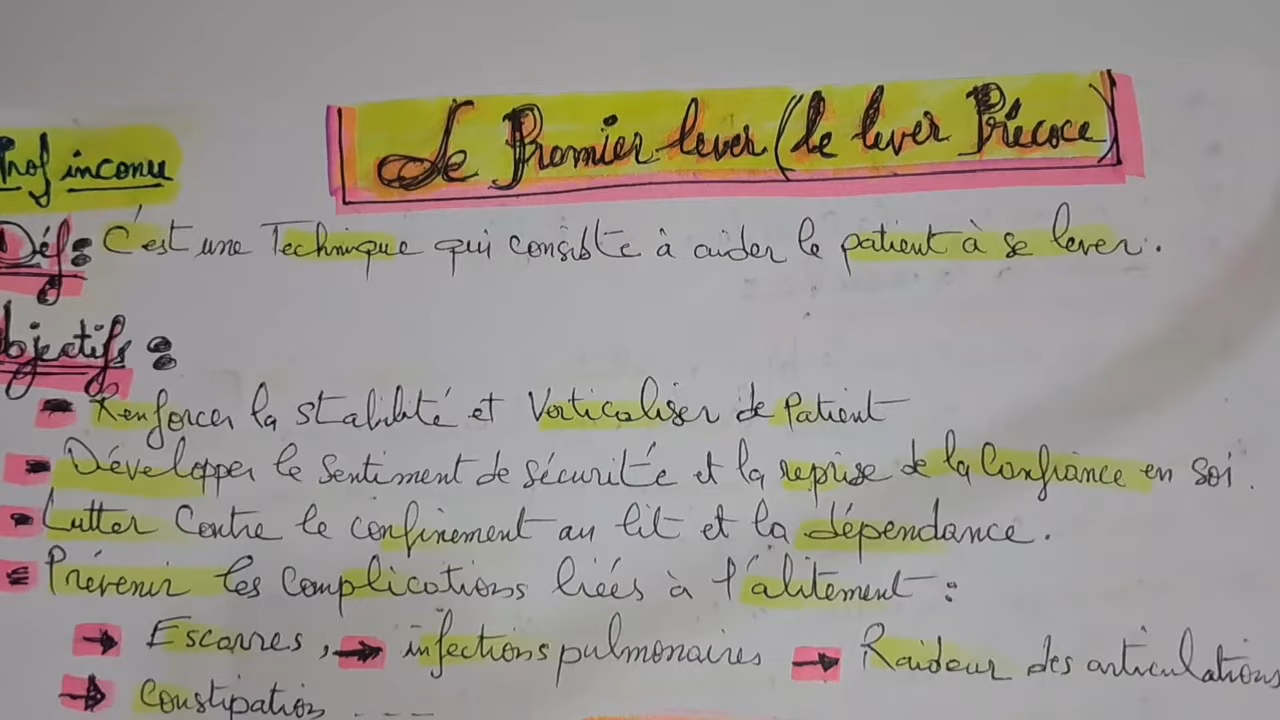 Le Premier lever (le lever Précoce)
Prof inconu
Déf: C'est une Technique qui consiste à aider le patient à se lever.
Objectifs :
- Renforcer la stabilité et Verticaliser le Patient
- Développer le sentiment de sécurité et la reprise de la Confiance en soi.
- Lutter Contre le confinement au lit et la dépendance.
- Prévenir les complications liées à l'alitement :
→ Escarres, → infections pulmonaires → Raideur des articulations
→ Constipation ----